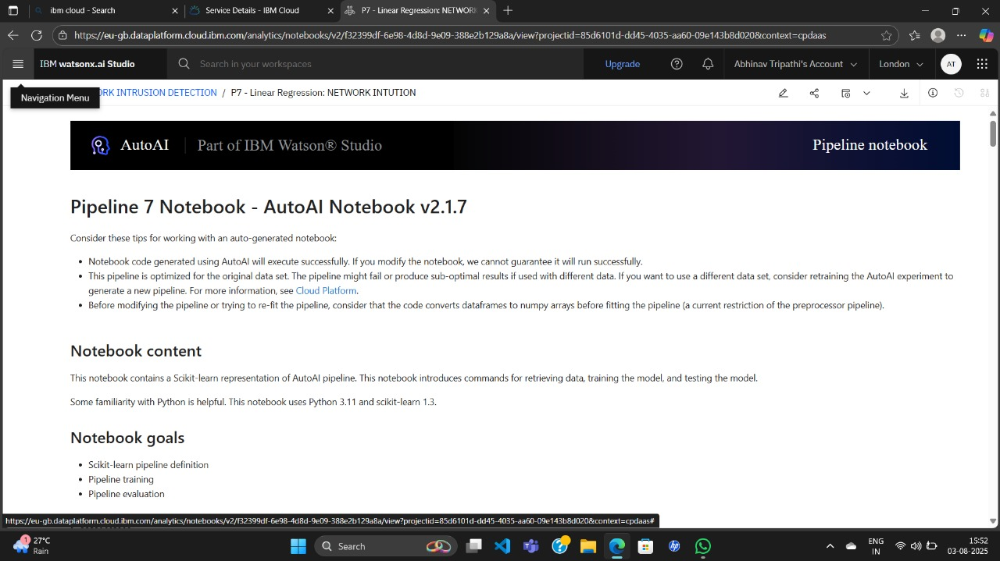 ibm cloud - Search
Service Details - IBM Cloud
P7 - Linear Regression: NETWORK
https://eu-gb.dataplatform.cloud.ibm.com/analytics/notebooks/v2/f32399df-6e98-4d8d-9e09-388e2b129a8a/view?projectid=85d6101d-dd45-4035-aa60-09e143b8d020&context=cpdaas
IBM watsonx.ai Studio
Search in your workspaces
Upgrade
Abhinav Tripathi's Account
London
AT
Navigation Menu
ORK INTRUSION DETECTION / P7 - Linear Regression: NETWORK INTUTION
AutoAI | Part of IBM Watson® Studio
Pipeline notebook
Pipeline 7 Notebook - AutoAI Notebook v2.1.7
Consider these tips for working with an auto-generated notebook:
• Notebook code generated using AutoAI will execute successfully. If you modify the notebook, we cannot guarantee it will run successfully.
• This pipeline is optimized for the original data set. The pipeline might fail or produce sub-optimal results if used with different data. If you want to use a different data set, consider retraining the AutoAI experiment to
generate a new pipeline. For more information, see Cloud Platform.
• Before modifying the pipeline or trying to re-fit the pipeline, consider that the code converts dataframes to numpy arrays before fitting the pipeline (a current restriction of the preprocessor pipeline).
Notebook content
This notebook contains a Scikit-learn representation of AutoAI pipeline. This notebook introduces commands for retrieving data, training the model, and testing the model.
Some familiarity with Python is helpful. This notebook uses Python 3.11 and scikit-learn 1.3.
Notebook goals
• Scikit-learn pipeline definition
• Pipeline training
• Pipeline evaluation
https://eu-gb.dataplatform.cloud.ibm.com/analytics/notebooks/v2/f32399df-6e98-4d8d-9e09-388e2b129a8a/view?projectid=85d6101d-dd45-4035-aa60-09e143b8d020&context=cpdaas#
1
27°C
Rain
Search
hp
ENG
IN
15:52
03-08-2025